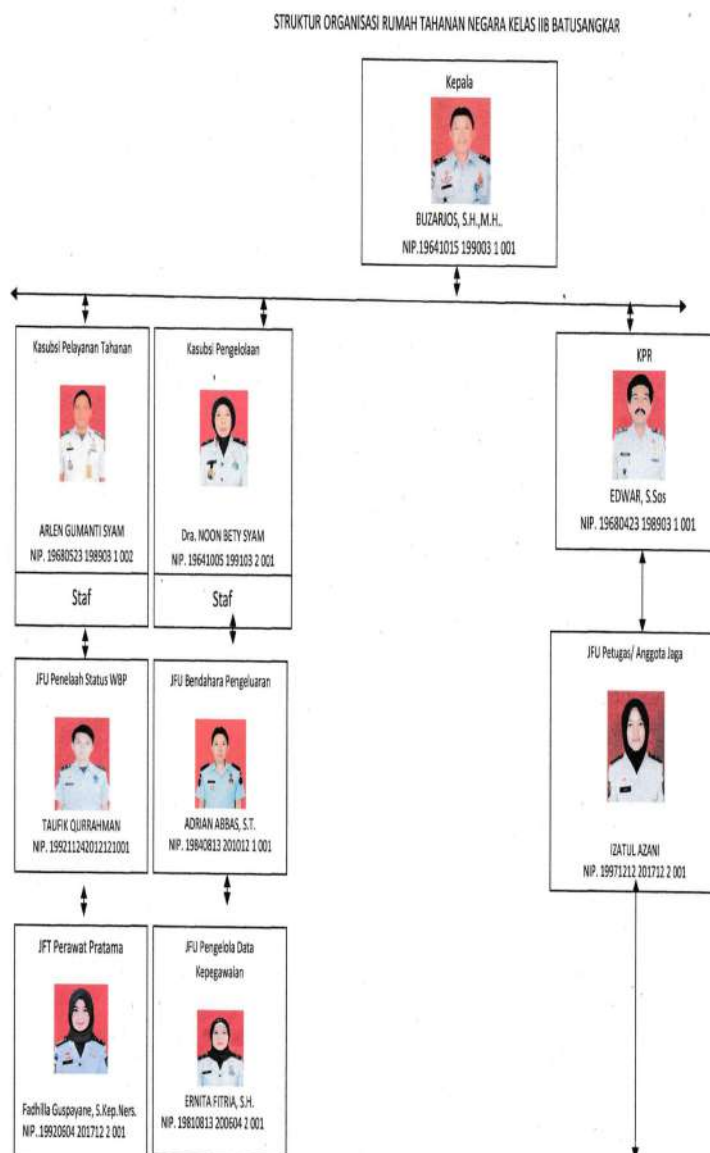 STRUKTUR ORGANISASI RUMAH TAHANAN NEGARA KELAS IIB BATUSANGKAR
Kepala
BUZARJOS, S.H.,M.H..
NIP.19641015 199003 1 001
Kasubsi Pelayanan Tahanan
ARLEN GUMANTI SYAM
NIP. 19680523 198903 1 002
Staf
Kasubsi Pengelolaan
Dra. NOON BETY SYAM
NIP. 19641005 199103 2 001
Staf
KPR
EDWAR, S.Sos
NIP. 19680423 198903 1 001
JFU Penelaah Status WBP
TAUFIK QURRAHMAN
NIP. 199211242012121001
JFU Bendahara Pengeluaran
ADRIAN ABBAS, S.T.
NIP. 19840813 201012 1 001
JFU Petugas/ Anggota Jaga
IZATUL AZANI
NIP. 19971212 201712 2 001
JFT Perawat Pratama
Fadhilla Guspayane, S.Kep.Ners.
NIP..19920604 201712 2 001
JFU Pengelola Data
Kepegawaian
ERNITA FITRIA, S.H.
NIP. 19810813 200604 2 001